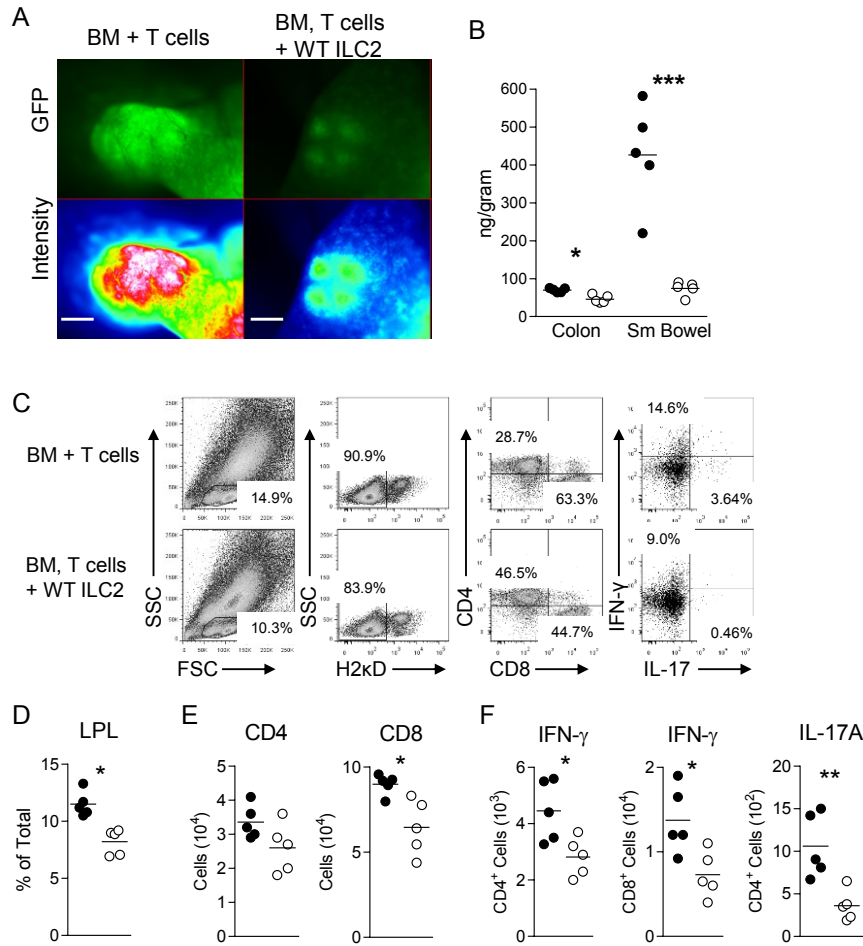 A
BM + T cells
BM, T cells
+ WT ILC2
GFP
Intensity
B
ng/gram
600
500
400
300
200
100
0
*
***
Colon
Sm Bowel
C
BM + T cells
BM, T cells
+ WT ILC2
14.9%
90.9%
28.7%
63.3%
14.6%
3.64%
10.3%
83.9%
46.5%
44.7%
9.0%
0.46%
SSC
SSC
CD4
IFN-γ
FSC
H2κD
CD8
IL-17
D
LPL
% of Total
15
10
5
0
*
E
CD4
Cells (10⁴)
5
4
3
2
1
0
CD8
Cells (10⁴)
10
5
0
*
F
IFN-γ
CD4⁺ Cells (10³)
6
4
2
0
*
IFN-γ
CD8⁺ Cells (10⁴)
2
1
0
*
IL-17A
CD4⁺ Cells (10²)
20
15
10
5
0
**